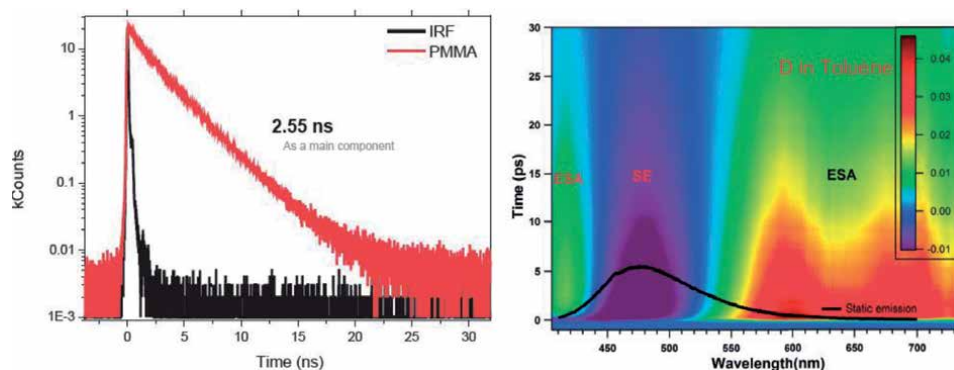 IRF
PMMA
2.55 ns
As a main component
kCounts
10
1
0.1
0.01
1E-3
0 5 10 15 20 25 30
Time (ns)
D In Toluene
ESA
SE
ESA
Static emission
Time (ps)
30
25
20
15
10
5
0
450 500 550 600 650 700
Wavelength(nm)
0.04
0.03
0.02
0.01
0.00
-0.01